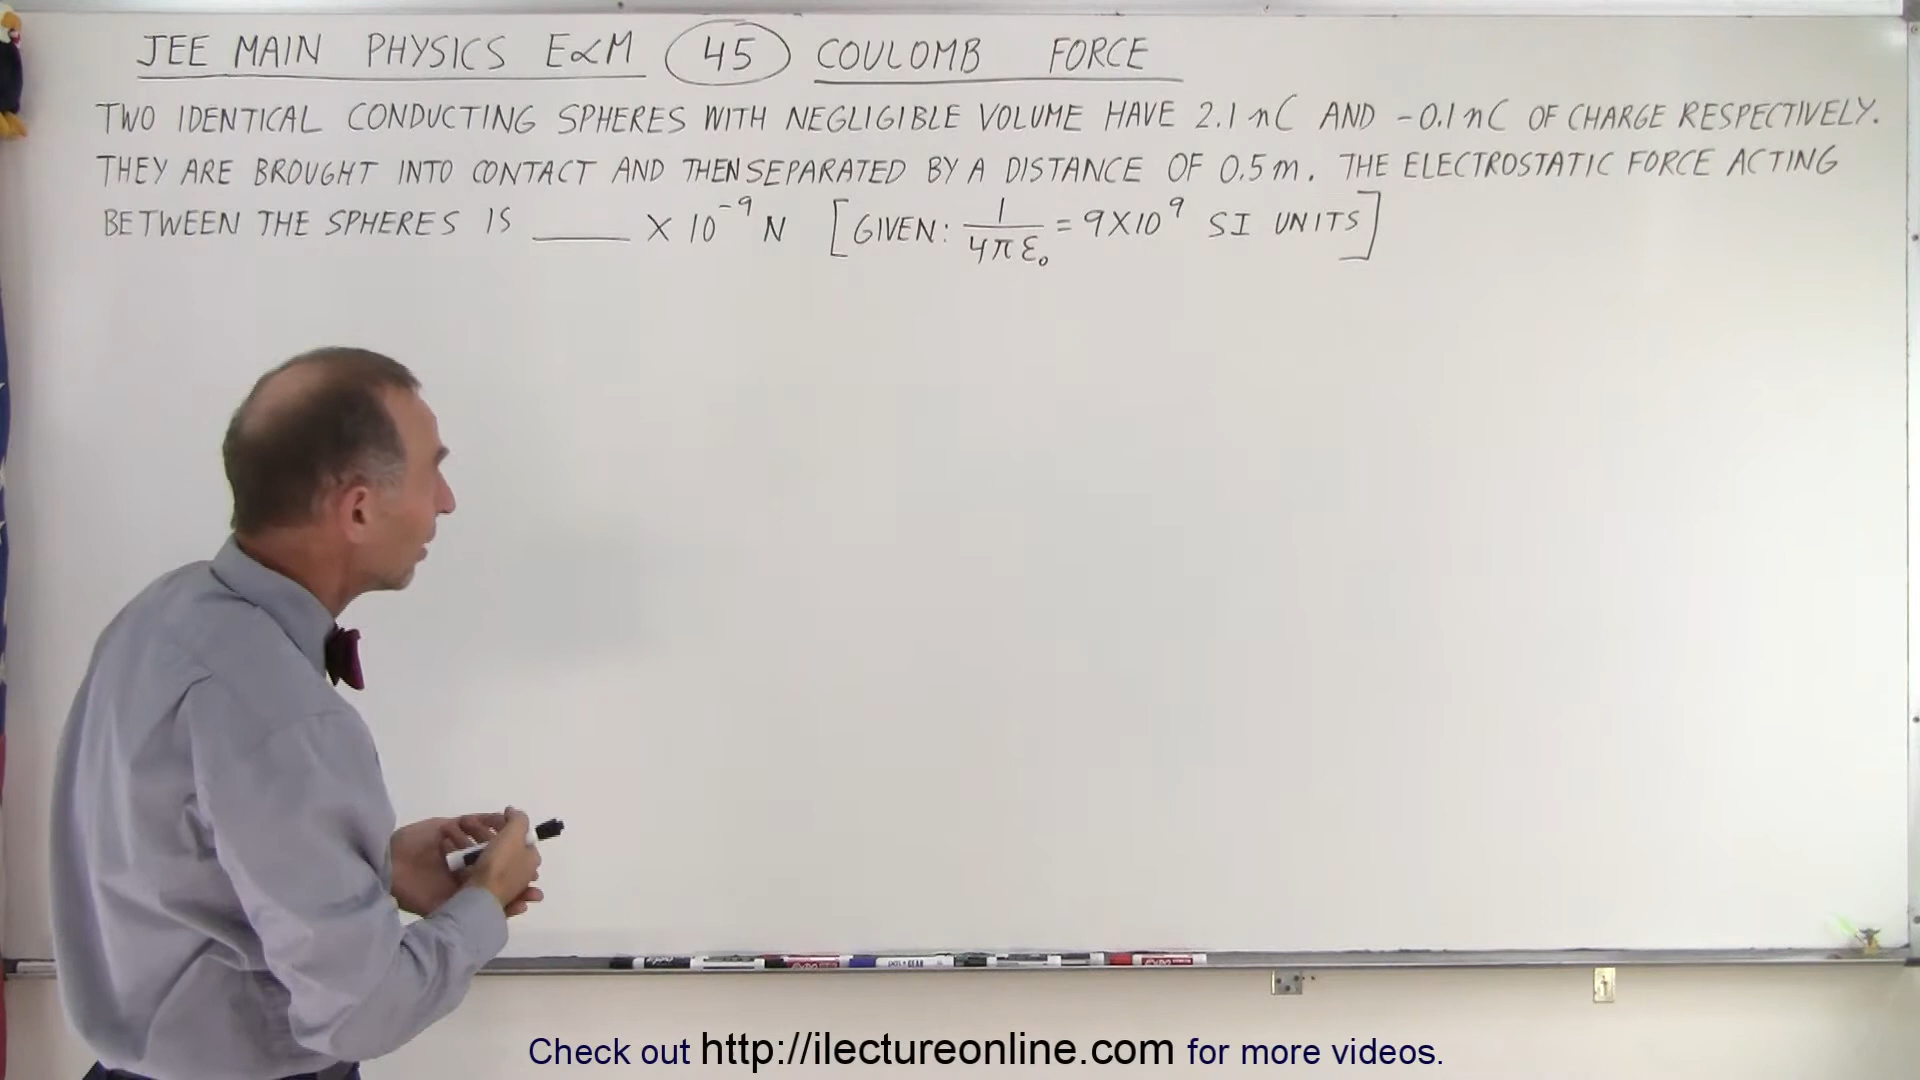 JEE MAIN PHYSICS E&M 45 COULOMB FORCE
TWO IDENTICAL CONDUCTING SPHERES WITH NEGLIGIBLE VOLUME HAVE 2.1 nC AND -0.1 nC OF CHARGE RESPECTIVELY.
THEY ARE BROUGHT INTO CONTACT AND THEN SEPARATED BY A DISTANCE OF 0.5 m. THE ELECTROSTATIC FORCE ACTING
BETWEEN THE SPHERES IS ____ X 10^-9 N [GIVEN: 1/4πε₀ = 9X10^9 SI UNITS]
Check out http://ilectureonline.com for more videos.